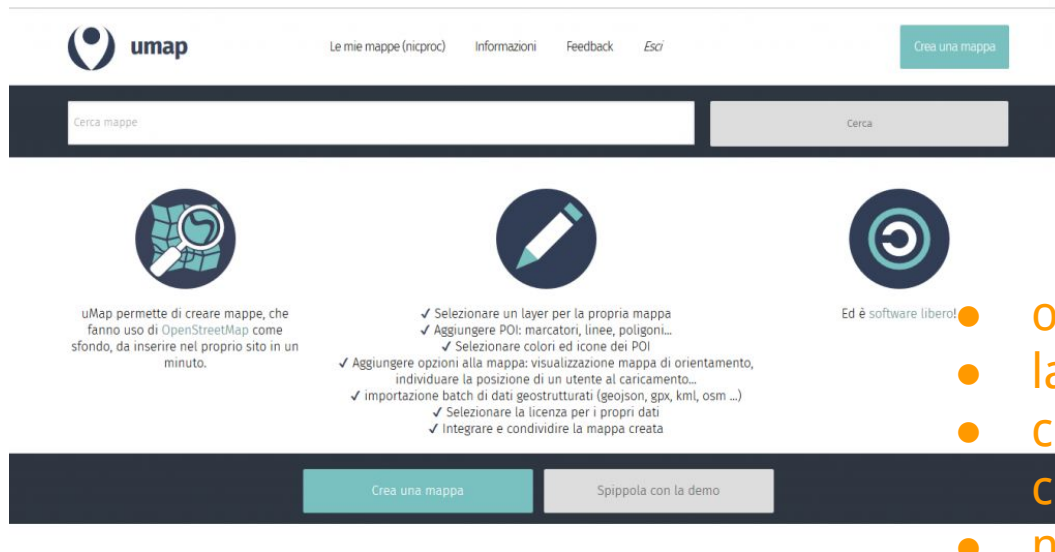 umap
Le mie mappe (nicproc) Informazioni Feedback Esci
Crea una mappa
Cerca mappe
Cerca
uMap permette di creare mappe, che
fanno uso di OpenStreetMap come
sfondo, da inserire nel proprio sito in un
minuto.
✓ Selezionare un layer per la propria mappa
✓ Aggiungere POI: marcatori, linee, poligoni...
✓ Selezionare colori ed icone dei POI
✓ Aggiungere opzioni alla mappa: visualizzazione mappa di orientamento,
individuare la posizione di un utente al caricamento...
✓ importazione batch di dati geostrutturati (geojson, gpx, kml, osm ...)
✓ Selezionare la licenza per i propri dati
✓ Integrare e condividire la mappa creata
Ed è software libero!
Crea una mappa
Spippola con la demo